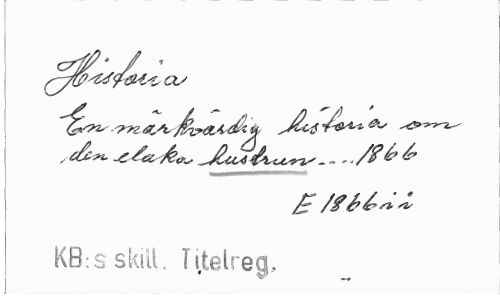 Historia
En märkvärdig historia om
den elaka hustrun....1866
E 1866 ii
KB:s skill. Titelreg.